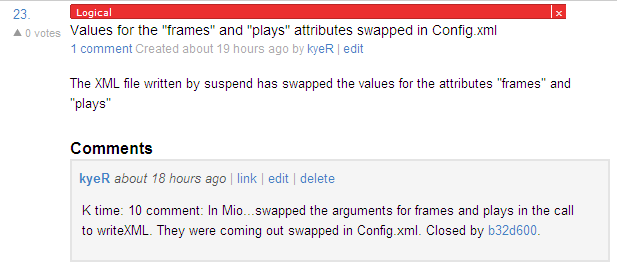 23.
Logical
x
0 votes
Values for the "frames" and "plays" attributes swapped in Config.xml
1 comment Created about 19 hours ago by kyeR | edit
The XML file written by suspend has swapped the values for the attributes "frames" and
"plays"
Comments
kyeR about 18 hours ago | link | edit | delete
K time: 10 comment: In Mio...swapped the arguments for frames and plays in the call
to writeXML. They were coming out swapped in Config.xml. Closed by b32d600.